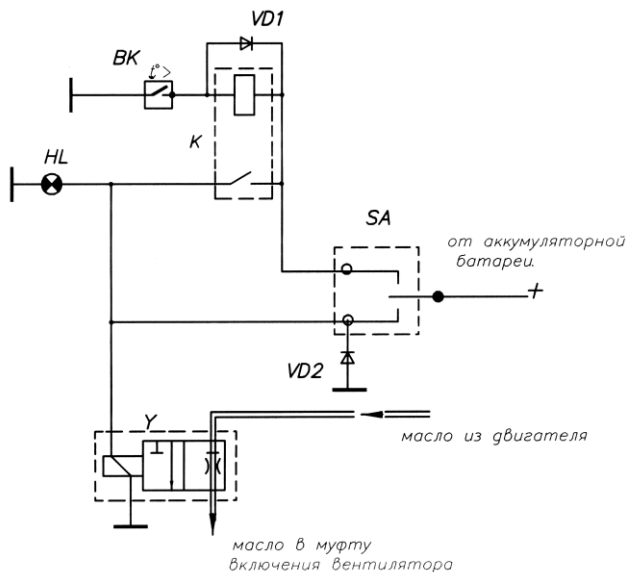 VD1
BK
t°>
K
HL
SA
от аккумуляторной
батареи.
+
VD2
Y
масло из двигателя
масло в муфту
включения вентилятора